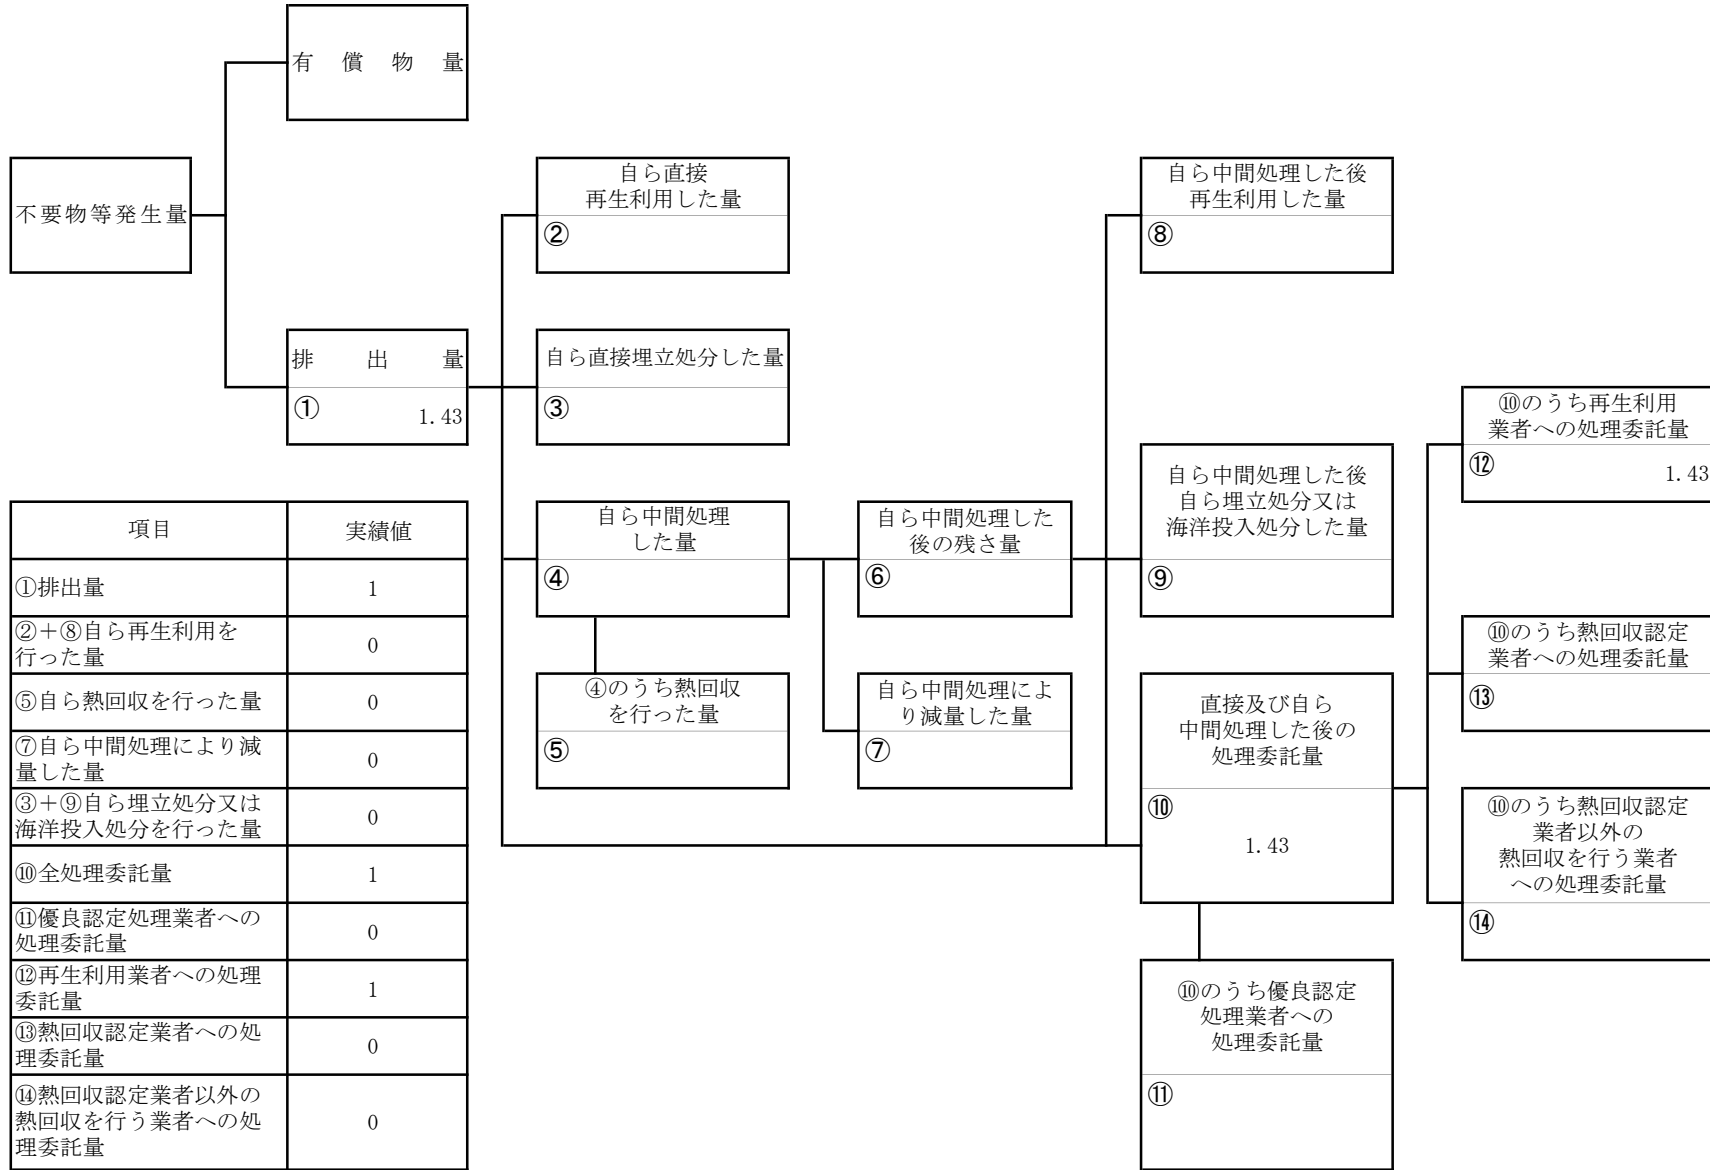 有償物量
不要物等発生量
排出量
① 1.43
自ら直接
再生利用した量
②
自ら直接埋立処分した量
③
自ら中間処理
した量
④
④のうち熱回収
を行った量
⑤
自ら中間処理した
後の残さ量
⑥
自ら中間処理によ
り減量した量
⑦
自ら中間処理した後
再生利用した量
⑧
自ら中間処理した後
自ら埋立処分又は
海洋投入処分した量
⑨
直接及び自ら
中間処理した後の
処理委託量
⑩
1.43
⑩のうち優良認定
処理業者への
処理委託量
⑪
⑩のうち再生利用
業者への処理委託量
⑫ 1.43
⑩のうち熱回収認定
業者への処理委託量
⑬
⑩のうち熱回収認定
業者以外の
熱回収を行う業者
への処理委託量
⑭
項目 実績値
①排出量 1
②+⑧自ら再生利用を
行った量 0
⑤自ら熱回収を行った量 0
⑦自ら中間処理により減
量した量 0
③+⑨自ら埋立処分又は
海洋投入処分を行った量 0
⑩全処理委託量 1
⑪優良認定処理業者への
処理委託量 0
⑫再生利用業者への処理
委託量 1
⑬熱回収認定業者への処
理委託量 0
⑭熱回収認定業者以外の
熱回収を行う業者への処
理委託量 0